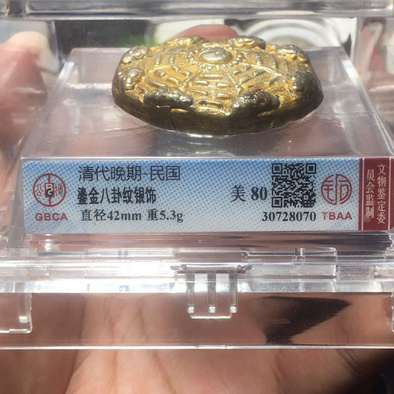 清代晚期-民国
鎏金八卦纹银饰
直径42mm 重5.3g
美 80
30728070
GBCA
TBAA
文物鉴定委
员会监制